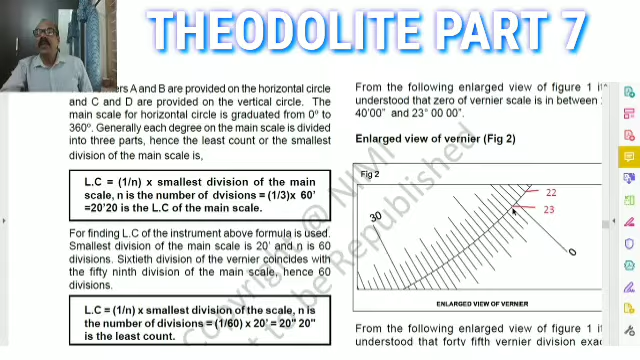 THEODOLITE PART 7
ers A and B are provided on the horizontal circle
and C and D are provided on the vertical circle. The
main scale for horizontal circle is graduated from 0° to
360°. Generally each degree on the main scale is divided
into three parts, hence the least count or the smallest
division of the main scale is,
L.C = (1/n) x smallest division of the main
scale, n is the number of divisions = (1/3)x 60'
=20'20 is the L.C of the main scale.
For finding L.C of the instrument above formula is used.
Smallest division of the main scale is 20' and n is 60
divisions. Sixtieth division of the vernier coincides with
the fifty ninth division of the main scale, hence 60
divisions.
L.C = (1/n) x smallest division of the scale, n is
the number of divisions = (1/60) x 20' = 20" 20"
is the least count.
From the following enlarged view of figure 1 it
understood that zero of vernier scale is in between
40'00" and 23° 00' 00".
Enlarged view of verner (Fig 2)
Fig 2
22
23
30
0
ENLARGED VIEW OF VERNIER
From the following enlarged view of figure 1 it
understood that forty fifth vernier division exac
Copyright @ NIMI
be Republished